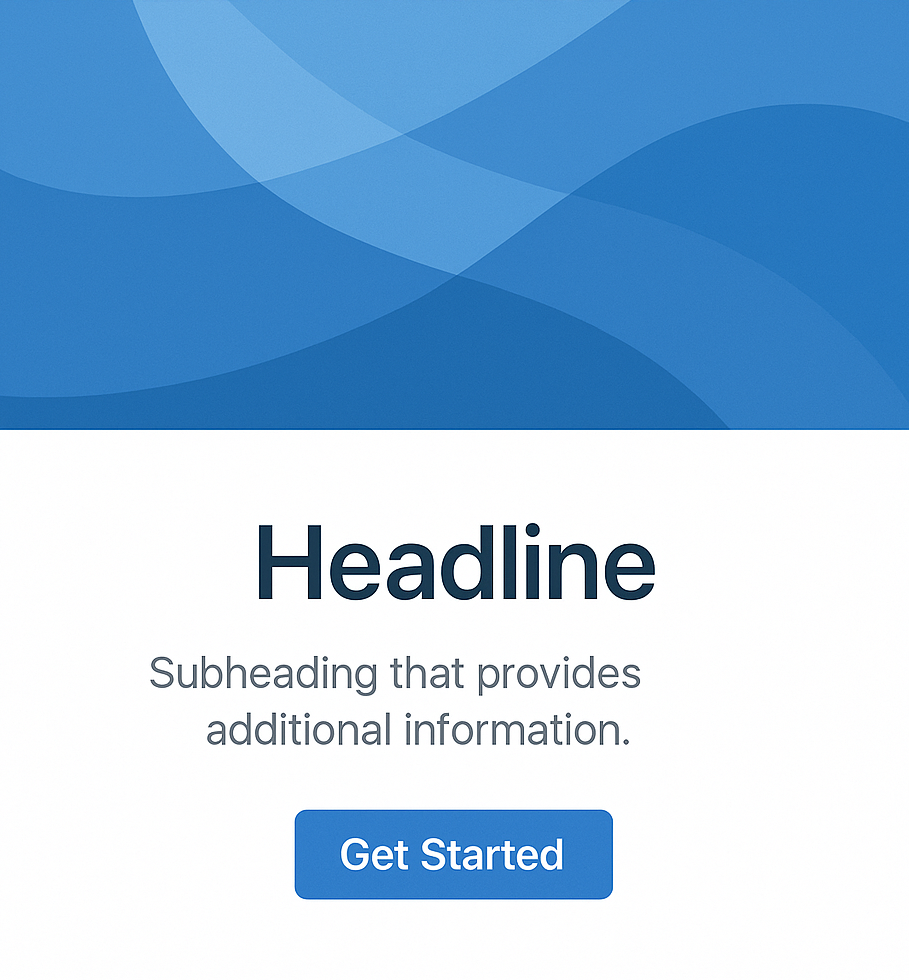 Headline
Subheading that provides
additional information.
Get Started